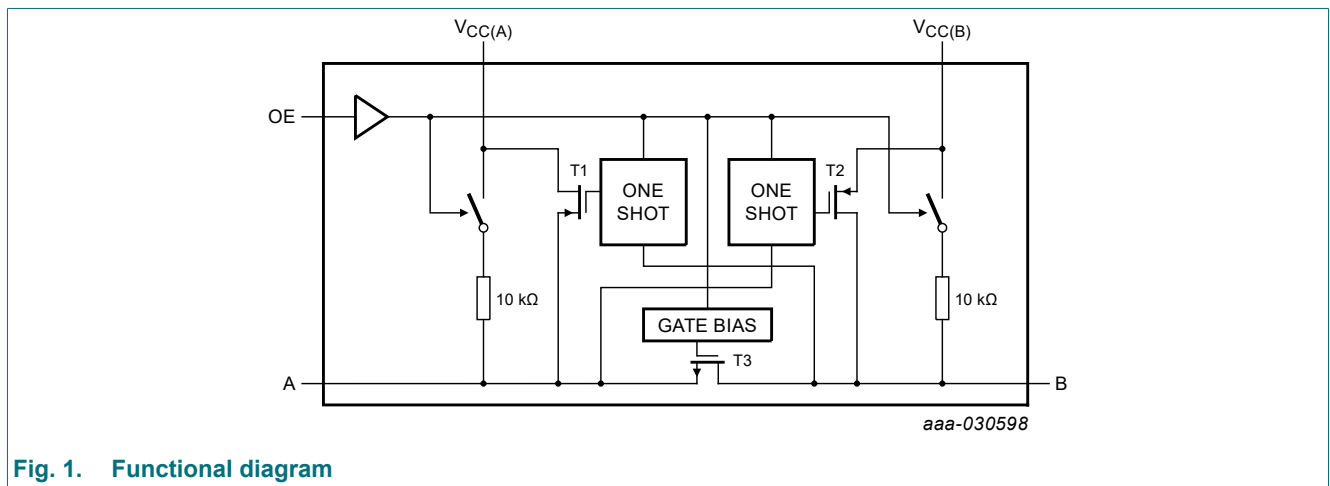 VCC(A) VCC(B)
OE
T1
ONE
SHOT
ONE
SHOT
T2
10 kΩ
10 kΩ
GATE BIAS
T3
A
B
aaa-030598
Fig. 1. Functional diagram